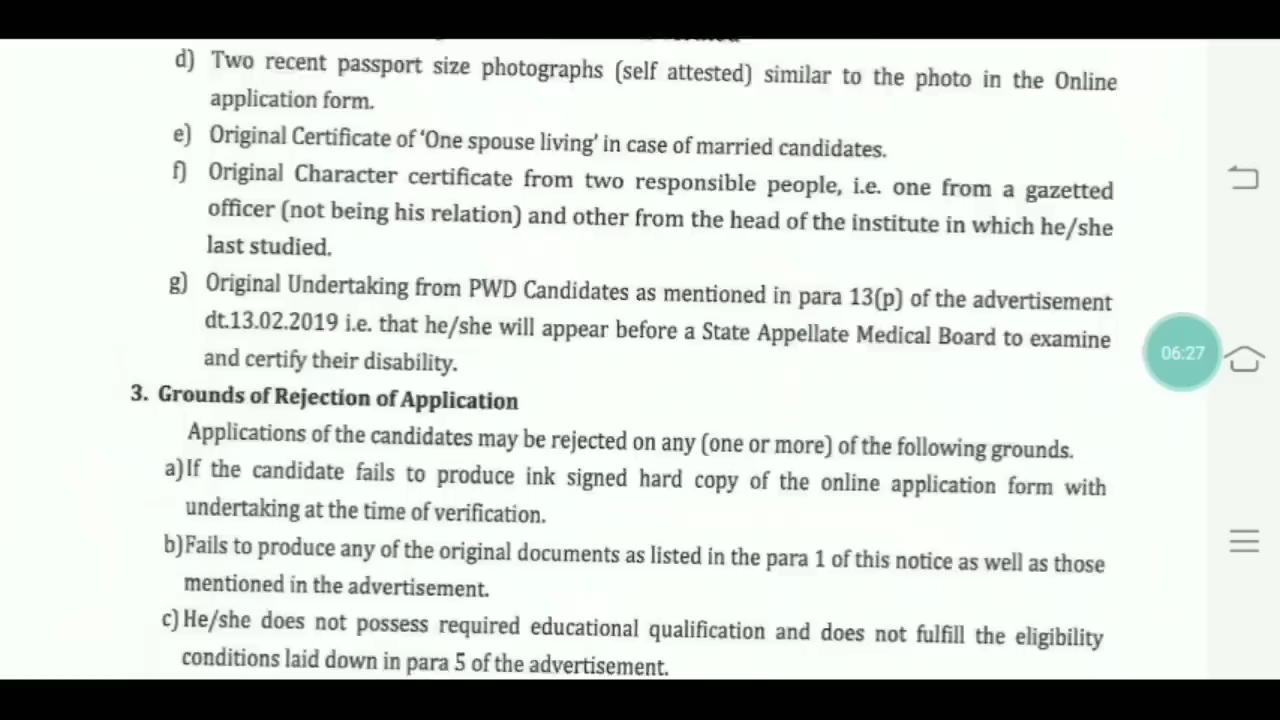 d) Two recent passport size photographs (self attested) similar to the photo in the Online
application form.
e) Original Certificate of ‘One spouse living’ in case of married candidates.
f) Original Character certificate from two responsible people, i.e. one from a gazetted
officer (not being his relation) and other from the head of the institute in which he/she
last studied.
g) Original Undertaking from PWD Candidates as mentioned in para 13(p) of the advertisement
dt.13.02.2019 i.e. that he/she will appear before a State Appellate Medical Board to examine
and certify their disability.
06:27
3. Grounds of Rejection of Application
Applications of the candidates may be rejected on any (one or more) of the following grounds.
a)If the candidate fails to produce ink signed hard copy of the online application form with
undertaking at the time of verification.
b)Fails to produce any of the original documents as listed in the para 1 of this notice as well as those
mentioned in the advertisement.
c) He/she does not possess required educational qualification and does not fulfill the eligibility
conditions laid down in para 5 of the advertisement.